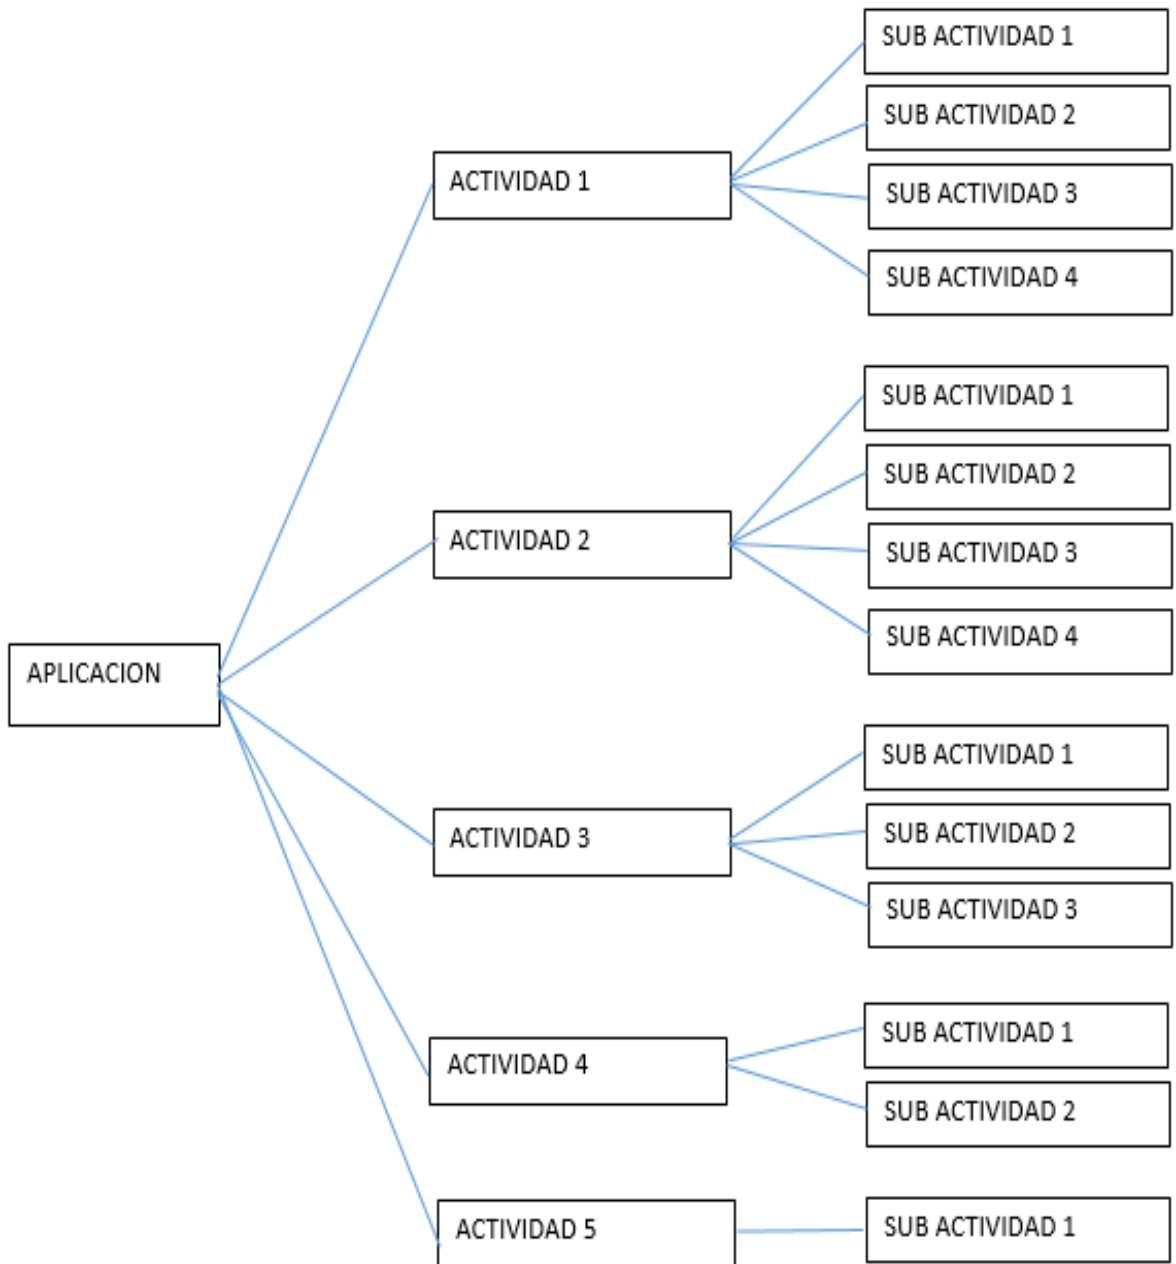 APLICACION
ACTIVIDAD 1
SUB ACTIVIDAD 1
SUB ACTIVIDAD 2
SUB ACTIVIDAD 3
SUB ACTIVIDAD 4
ACTIVIDAD 2
SUB ACTIVIDAD 1
SUB ACTIVIDAD 2
SUB ACTIVIDAD 3
SUB ACTIVIDAD 4
ACTIVIDAD 3
SUB ACTIVIDAD 1
SUB ACTIVIDAD 2
SUB ACTIVIDAD 3
ACTIVIDAD 4
SUB ACTIVIDAD 1
SUB ACTIVIDAD 2
ACTIVIDAD 5
SUB ACTIVIDAD 1